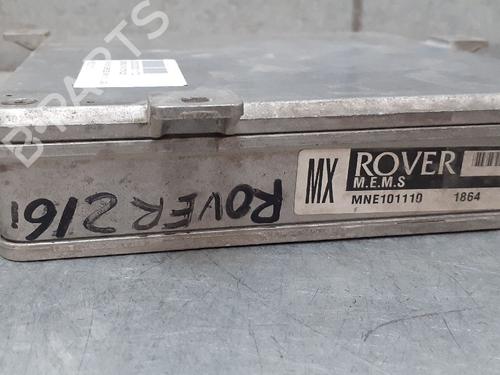 B-PARTS
MX
ROVER
M.E.M.S
MNE101110 1864
ROVER 216i